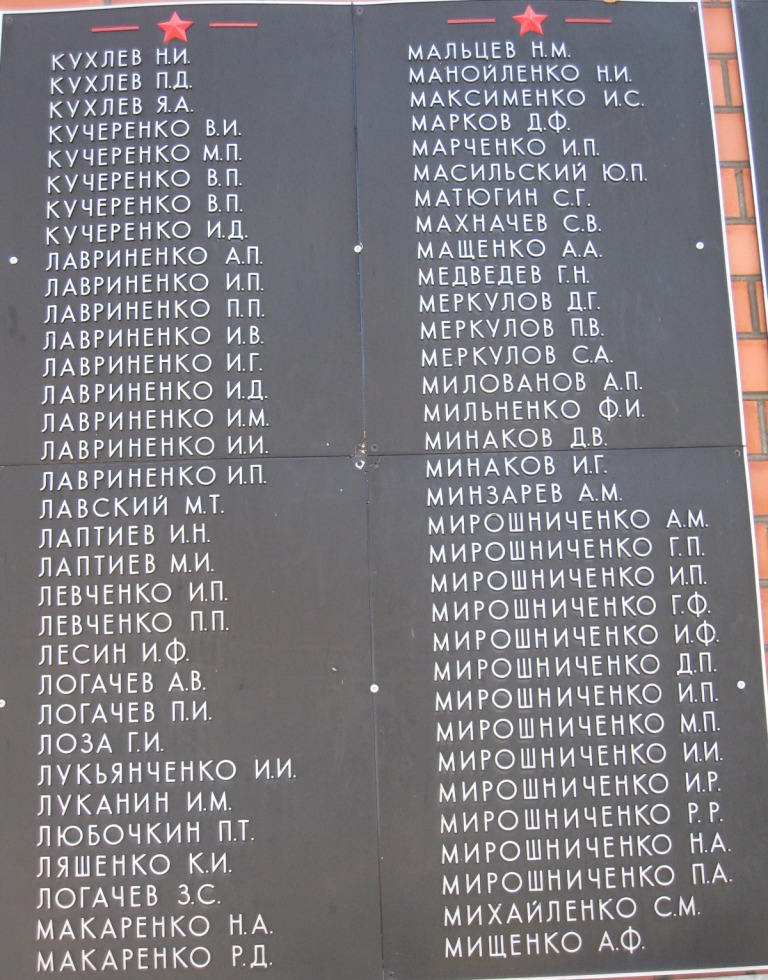 КУХЛЕВ Н.И.
КУХЛЕВ П.Д.
КУХЛЕВ Я.А.
КУЧЕРЕНКО В.И.
КУЧЕРЕНКО М.П.
КУЧЕРЕНКО В.П.
КУЧЕРЕНКО В.П.
КУЧЕРЕНКО И.Д.
ЛАВРИНЕНКО А.П.
ЛАВРИНЕНКО И.П.
ЛАВРИНЕНКО П.П.
ЛАВРИНЕНКО И.В.
ЛАВРИНЕНКО И.Г.
ЛАВРИНЕНКО И.Д.
ЛАВРИНЕНКО И.М.
ЛАВРИНЕНКО И.И.
ЛАВРИНЕНКО И.П.
ЛАВСКИЙ М.Т.
ЛАПТИЕВ И.Н.
ЛАПТИЕВ М.И.
ЛЕВЧЕНКО И.П.
ЛЕВЧЕНКО П.П.
ЛЕСИН И.Ф.
ЛОГАЧЕВ А.В.
ЛОГАЧЕВ П.И.
ЛОЗА Г.И.
ЛУКЬЯНЧЕНКО И.И.
ЛУКАНИН И.М.
ЛЮБОЧКИН П.Т.
ЛЯШЕНКО К.И.
ЛОГАЧЕВ З.С.
МАКАРЕНКО Н.А.
МАКАРЕНКО Р.Д.
МАЛЬЦЕВ Н.М.
МАНОЙЛЕНКО Н.И.
МАКСИМЕНКО И.С.
МАРКОВ Д.Ф.
МАРЧЕНКО И.П.
МАСИЛЬСКИЙ Ю.П.
МАТЮГИН С.Г.
МАХНАЧЕВ С.В.
МАЩЕНКО А.А.
МЕДВЕДЕВ Г.Н.
МЕРКУЛОВ Д.Г.
МЕРКУЛОВ П.В.
МЕРКУЛОВ С.А.
МИЛОВАНОВ А.П.
МИЛЬНЕНКО Ф.И.
МИНАКОВ Д.В.
МИНАКОВ И.Г.
МИНЗАРЕВ А.М.
МИРОШНИЧЕНКО А.М.
МИРОШНИЧЕНКО Г.П.
МИРОШНИЧЕНКО И.П.
МИРОШНИЧЕНКО Г.Ф.
МИРОШНИЧЕНКО И.Ф.
МИРОШНИЧЕНКО Д.П.
МИРОШНИЧЕНКО И.П.
МИРОШНИЧЕНКО М.П.
МИРОШНИЧЕНКО И.И.
МИРОШНИЧЕНКО И.Р.
МИРОШНИЧЕНКО Р.Р.
МИРОШНИЧЕНКО Н.А.
МИРОШНИЧЕНКО П.А.
МИХАЙЛЕНКО С.М.
МИЩЕНКО А.Ф.